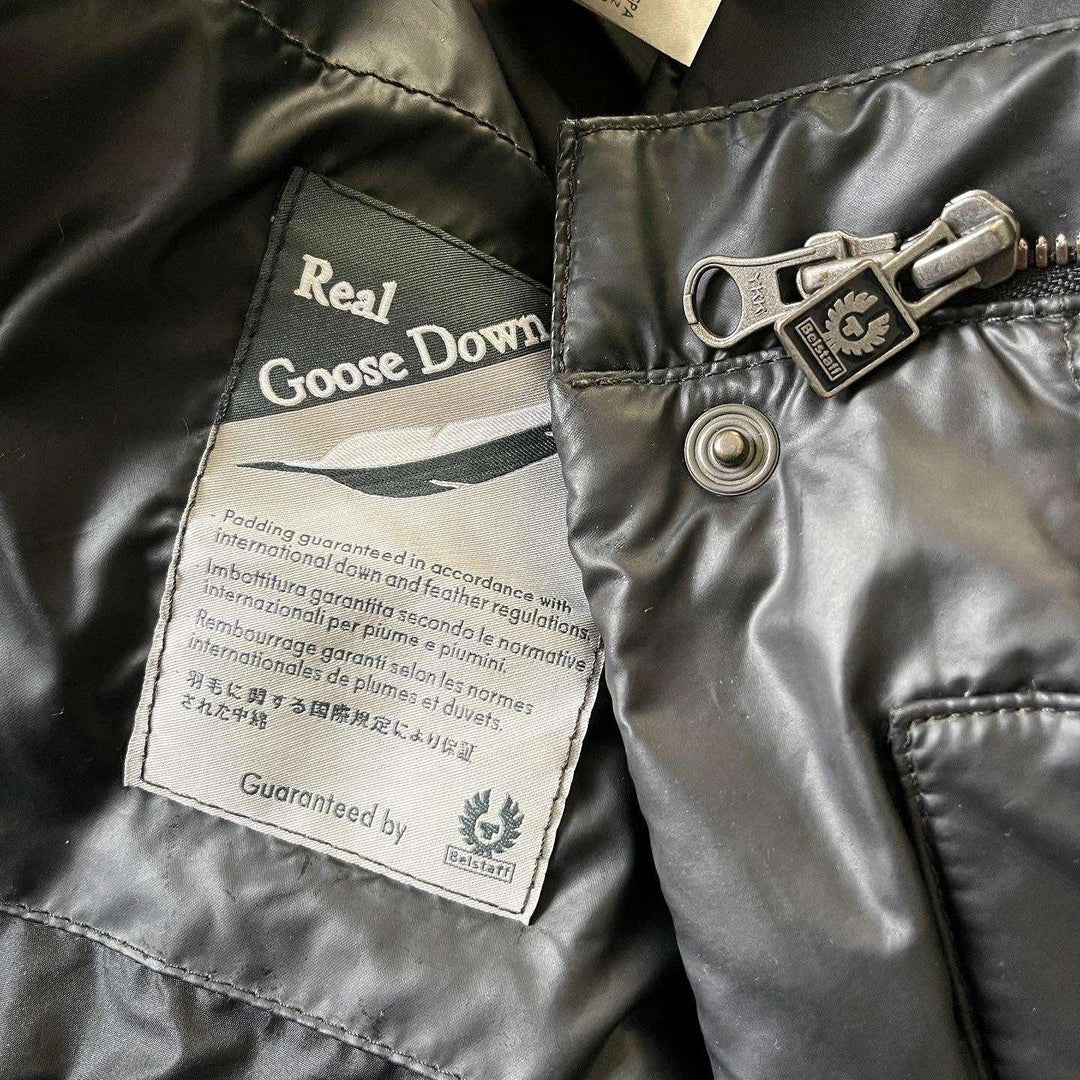 Real
Goose Down
- Padding guaranteed in accordance with
international down and feather regulations.
Imbottitura garantita secondo le normative
internazionali per piume e piumini.
Rembourrage garanti selon les normes
internationales de plumes et duvets.
羽毛に関する国際規定により保証
された中綿
Guaranteed by
Belstaff
YKK
Belstaff